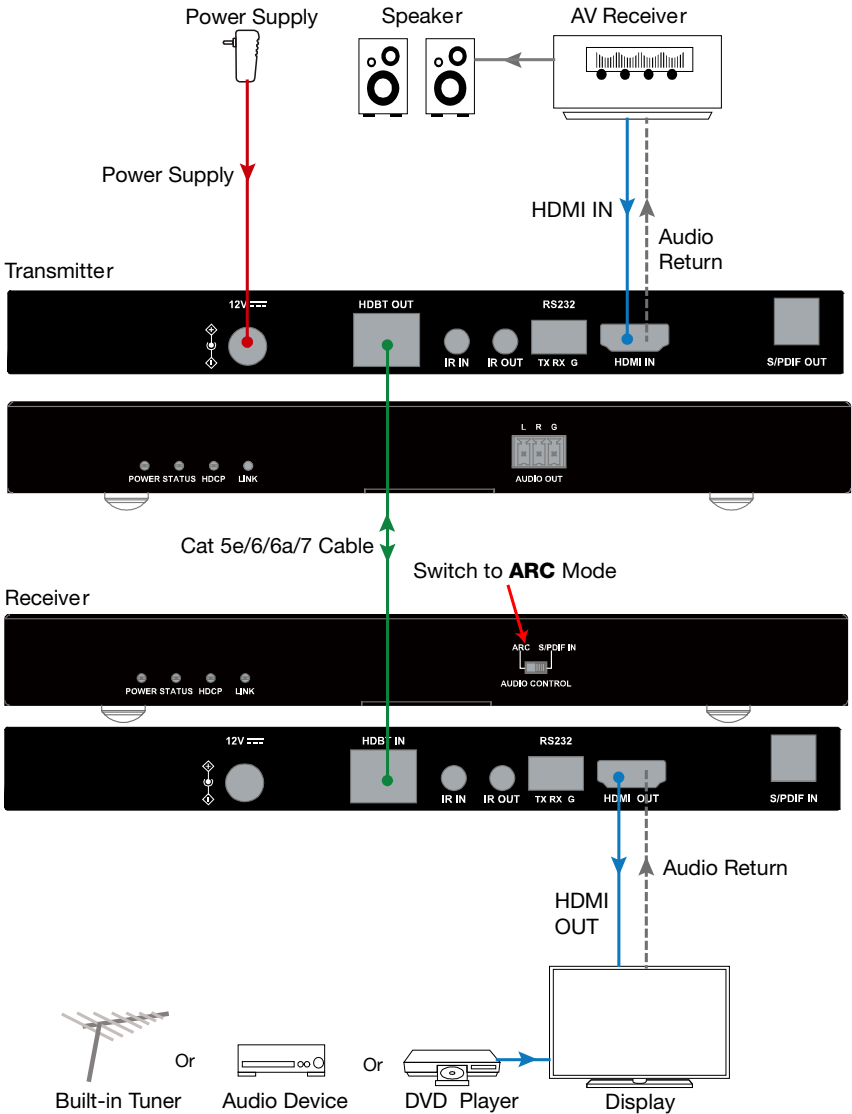 Power Supply
Speaker
AV Receiver
Power Supply
HDMI IN
Audio
Return
Transmitter
12V
HDBT OUT
RS232
IR IN
IR OUT
TX RX G
HDMI IN
S/PDIF OUT
L R G
POWER STATUS HDCP LINK
AUDIO OUT
Cat 5e/6/6a/7 Cable
Switch to ARC Mode
Receiver
ARC S/PDIF IN
POWER STATUS HDCP LINK
AUDIO CONTROL
12V
HDBT IN
RS232
IR IN
IR OUT
TX RX G
HDMI OUT
S/PDIF IN
Audio Return
HDMI
OUT
Or
Or
Built-in Tuner
Audio Device
DVD Player
Display